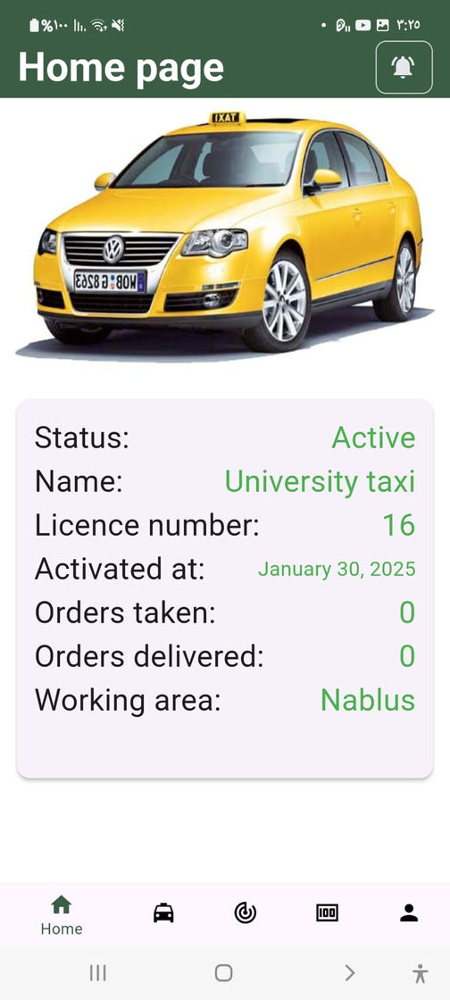 %١٠٠ ٣:٢٥
Home page
TAXI
WOB G 8263
Status: Active
Name: University taxi
Licence number: 16
Activated at: January 30, 2025
Orders taken: 0
Orders delivered: 0
Working area: Nablus
100
Home